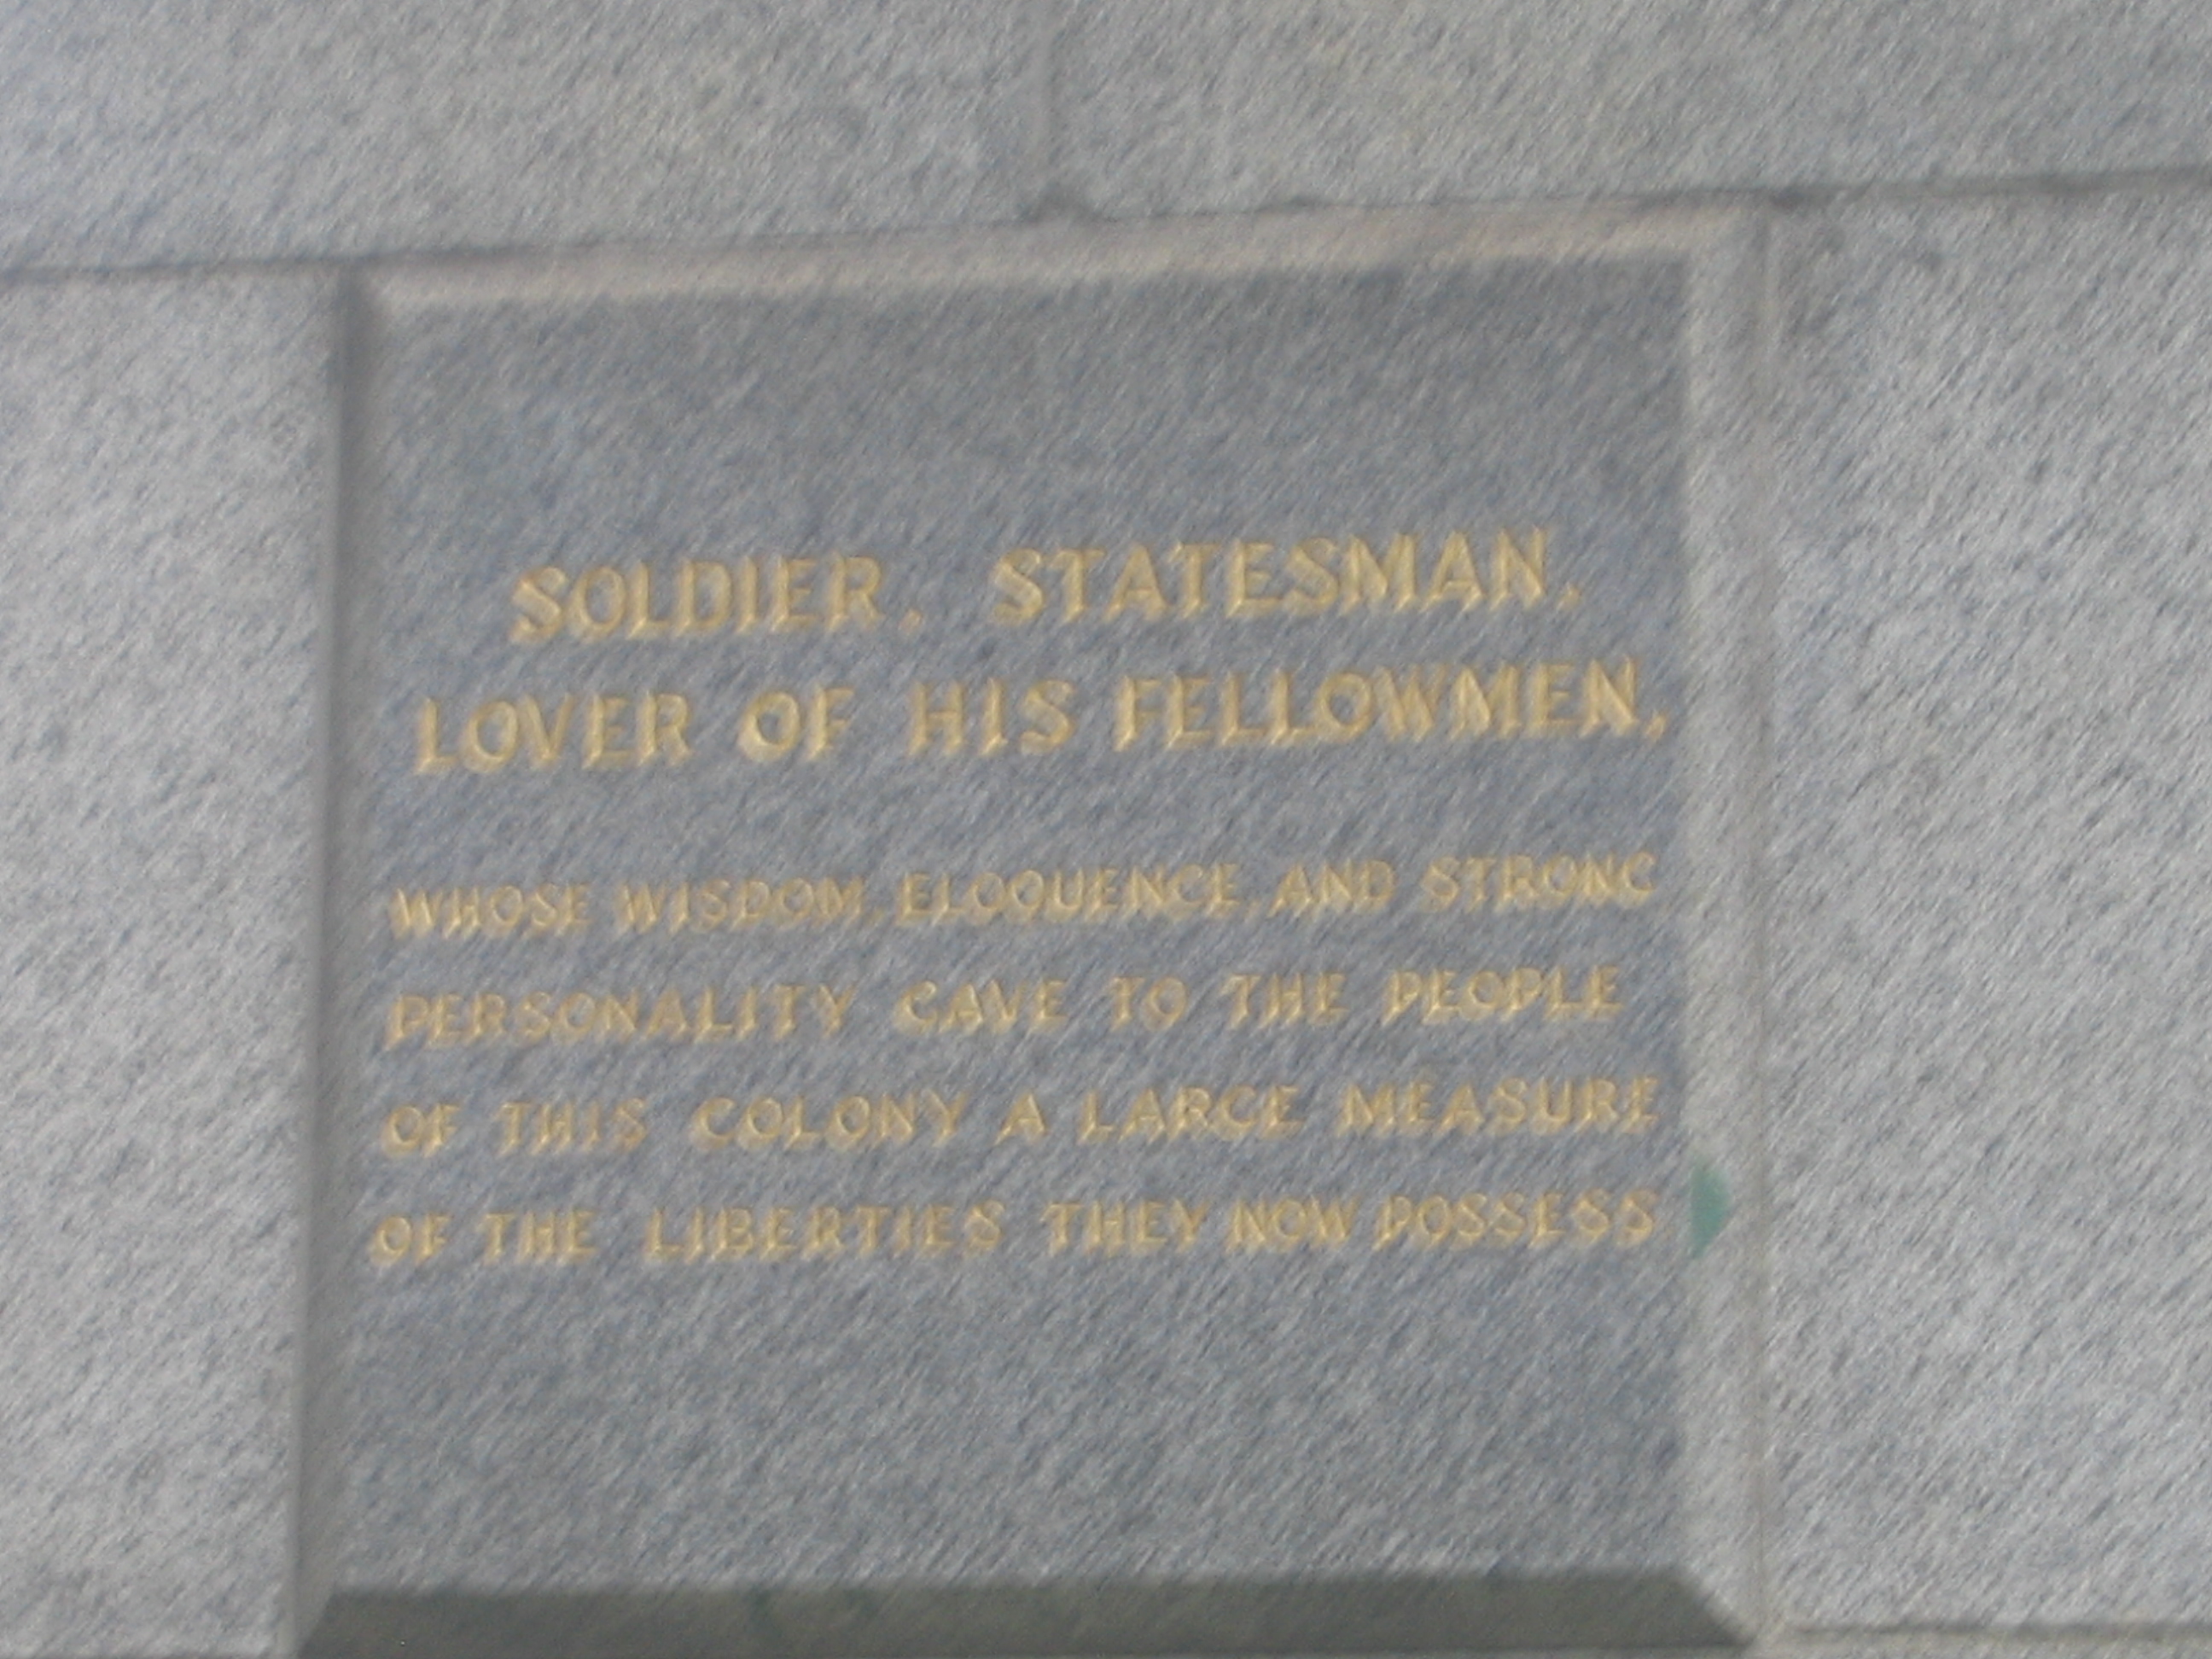 SOLDIER, STATESMAN,
LOVER OF HIS FELLOWMEN,
WHOSE WISDOM, ELOQUENCE, AND STRONG
PERSONALITY GAVE TO THE PEOPLE
OF THIS COLONY A LARGE MEASURE
OF THE LIBERTIES THEY NOW POSSESS